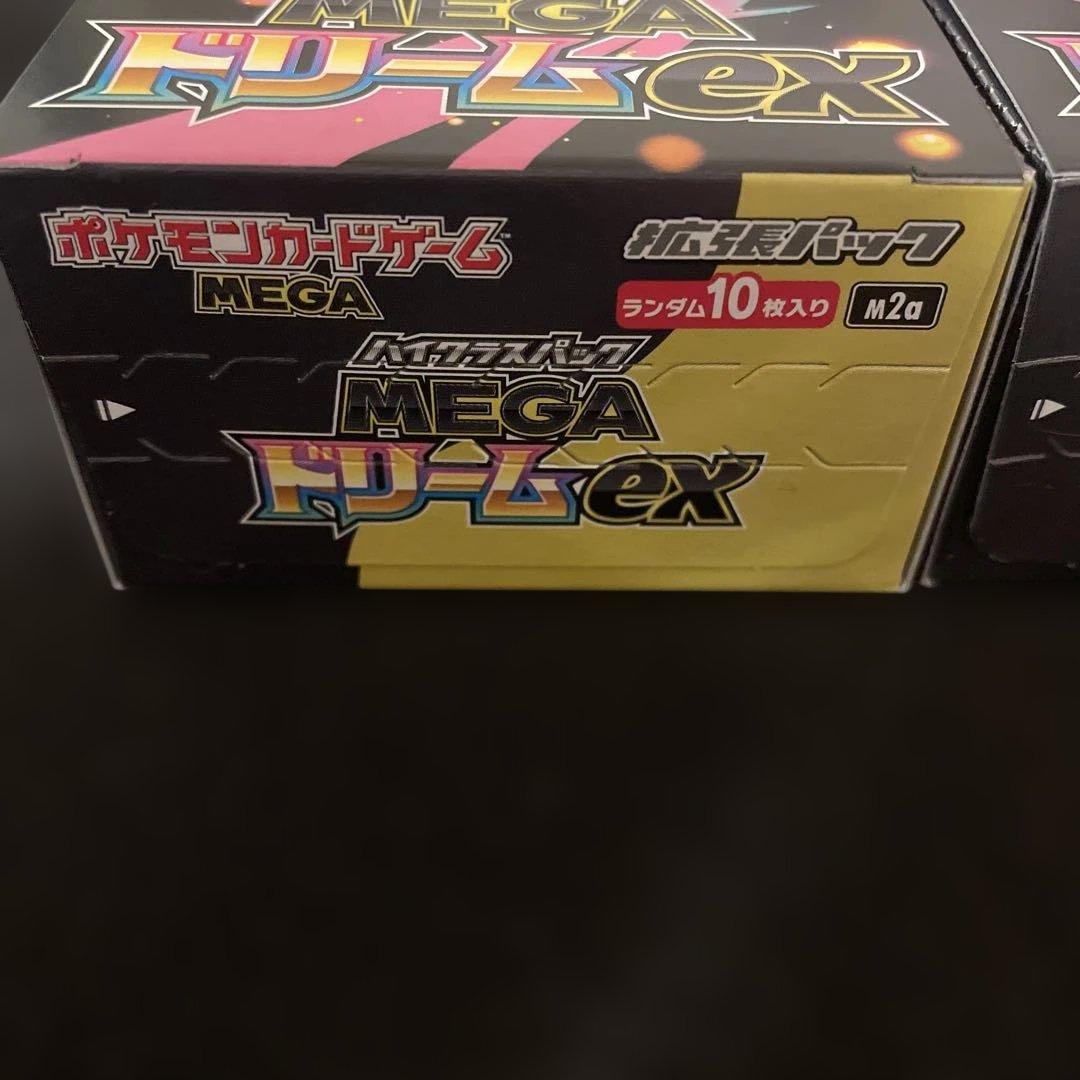 MEGA
ドリームex
ポケモンカードゲーム™
MEGA
拡張パック
ランダム10枚入り M2a
ハイクラスパック
MEGA
ドリームex